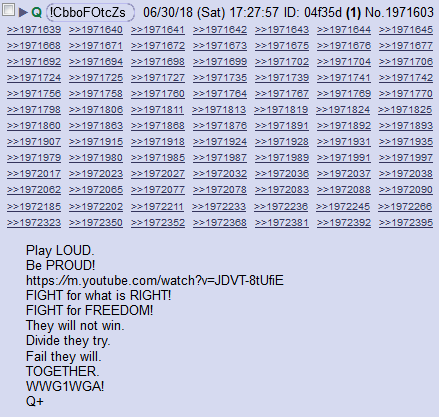 Q !CbboFOtcZs 06/30/18 (Sat) 17:27:57 ID: 04f35d (1) No.1971603
>>1971639 >>1971640 >>1971641 >>1971642 >>1971643 >>1971644 >>1971645
>>1971668 >>1971671 >>1971672 >>1971673 >>1971675 >>1971676 >>1971677
>>1971692 >>1971694 >>1971698 >>1971699 >>1971702 >>1971704 >>1971706
>>1971724 >>1971725 >>1971727 >>1971735 >>1971739 >>1971741 >>1971742
>>1971756 >>1971758 >>1971760 >>1971768 >>1971774 >>1971775 >>1971776
>>1971798 >>1971806 >>1971811 >>1971813 >>1971819 >>1971824 >>1971825
>>1971860 >>1971863 >>1971868 >>1971876 >>1971891 >>1971892 >>1971893
>>1971907 >>1971915 >>1971918 >>1971924 >>1971928 >>1971931 >>1971935
>>1971979 >>1971980 >>1971985 >>1971987 >>1971989 >>1971991 >>1971997
>>1972017 >>1972023 >>1972027 >>1972032 >>1972036 >>1972037 >>1972038
>>1972062 >>1972065 >>1972077 >>1972078 >>1972083 >>1972088 >>1972090
>>1972185 >>1972202 >>1972211 >>1972233 >>1972236 >>1972245 >>1972266
>>1972323 >>1972350 >>1972352 >>1972368 >>1972381 >>1972392 >>1972395
Play LOUD.
Be PROUD!
https://m.youtube.com/watch?v=JDVT-8tUfiE
FIGHT for what is RIGHT!
FIGHT for FREEDOM!
They will not win.
Divide they try.
Fail they will.
TOGETHER.
WWG1WGA!
Q+